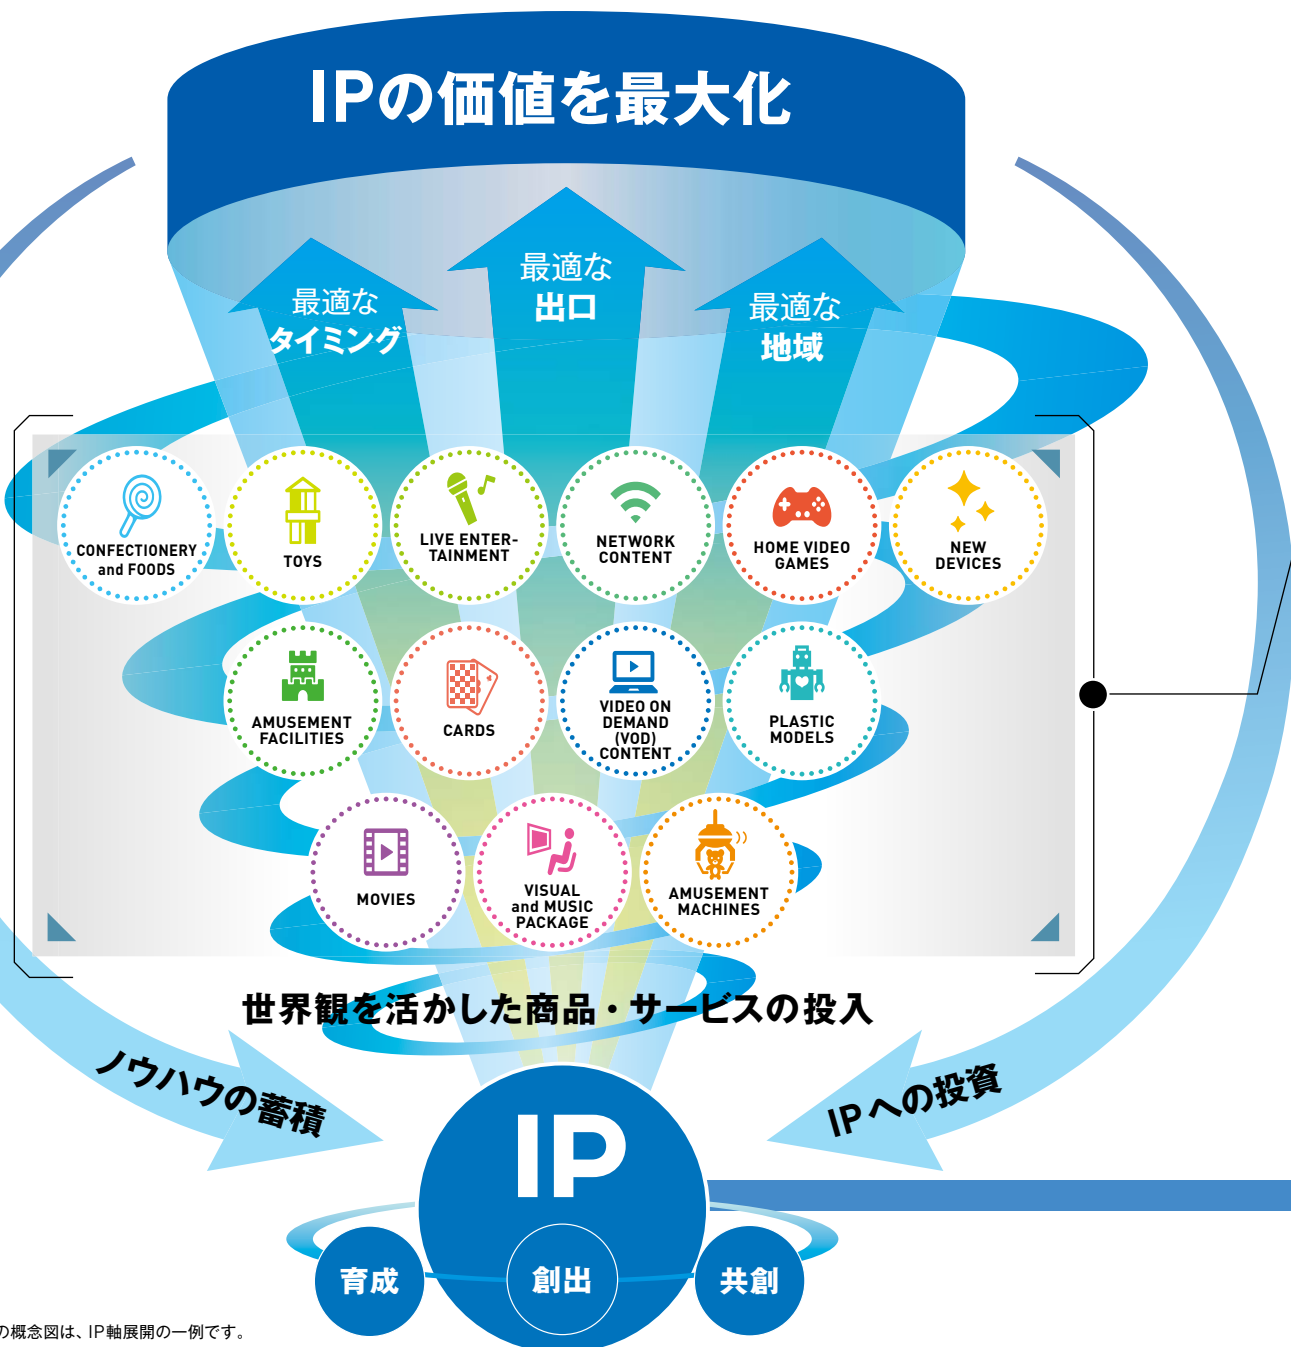 IPの価値を最大化
最適な
タイミング
最適な
出口
最適な
地域
CONFECTIONERY
and FOODS
TOYS
LIVE ENTER-
TAINMENT
NETWORK
CONTENT
HOME VIDEO
GAMES
NEW
DEVICES
AMUSEMENT
FACILITIES
CARDS
VIDEO ON
DEMAND
(VOD)
CONTENT
PLASTIC
MODELS
MOVIES
VISUAL
and MUSIC
PACKAGE
AMUSEMENT
MACHINES
世界観を活かした商品・サービスの投入
ノウハウの蓄積
IPへの投資
IP
育成
創出
共創
の概念図は、IP軸展開の一例です。